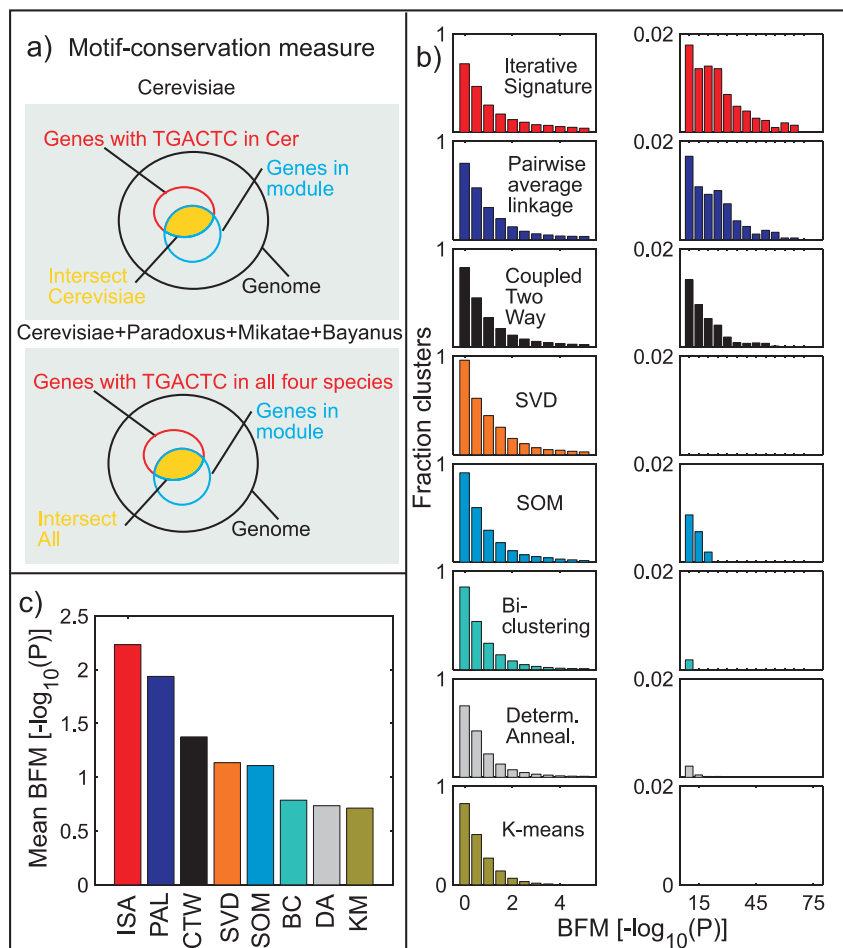 a) Motif-conservation measure
Cerevisiae
Genes with TGACTC in Cer
Genes in
module
Intersect
Cerevisiae
Genome
Cerevisiae+Paradoxus+Mikatae+Bayanus
Genes with TGACTC in all four species
Genes in
module
Intersect
All
Genome
b)
Fraction clusters
1
0.02
Iterative
Signature
1
0.02
Pairwise
average
linkage
1
0.02
Coupled
Two
Way
1
0.02
SVD
1
0.02
SOM
1
0.02
Bi-
clustering
1
0.02
Determ.
Anneal.
1
0.02
K-means
0
0
0 2 4
15 45 75
BFM [-log10(P)]
c)
Mean BFM [-log10(P)]
2.5
2
1.5
1
0.5
0
ISA
PAL
CTW
SVD
SOM
BC
DA
KM